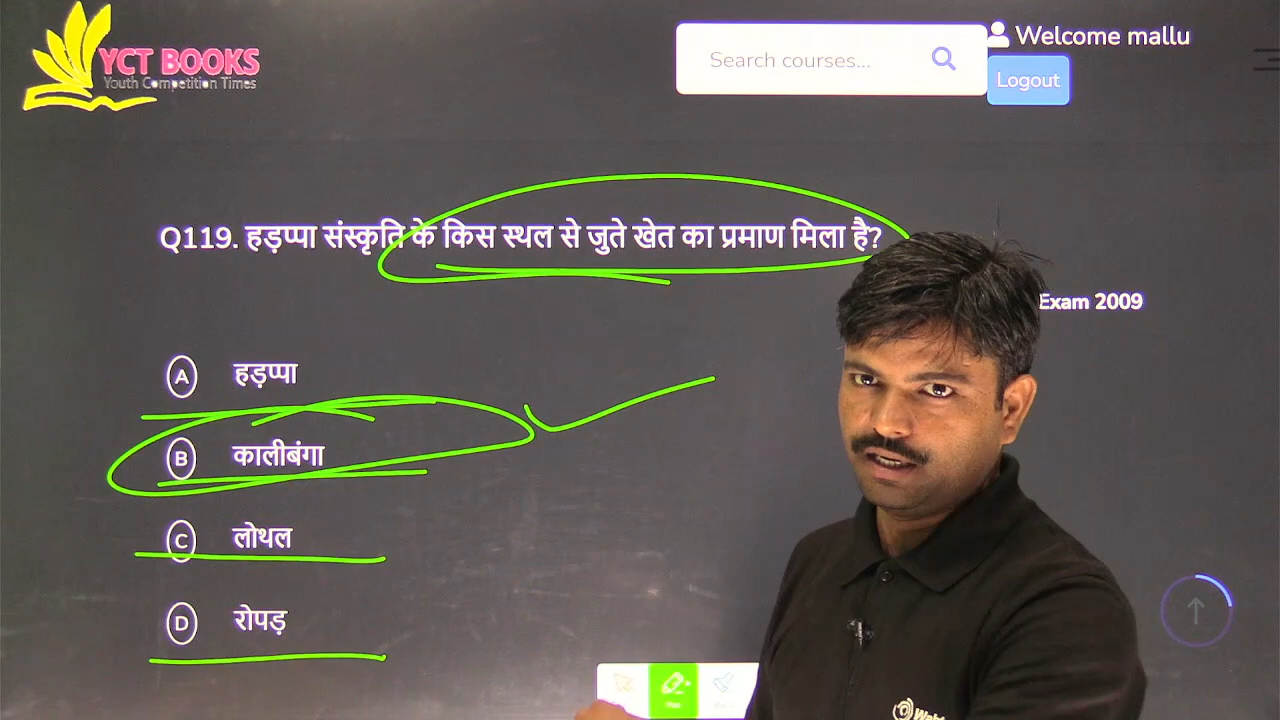 YCT BOOKS
Youth Competition Times
Search courses...
Welcome mallu
Logout
Q119. हड़प्पा संस्कृति के किस स्थल से जुते खेत का प्रमाण मिला है?
Exam 2009
A हड़प्पा
B कालीबंगा
C लोथल
D रोपड़